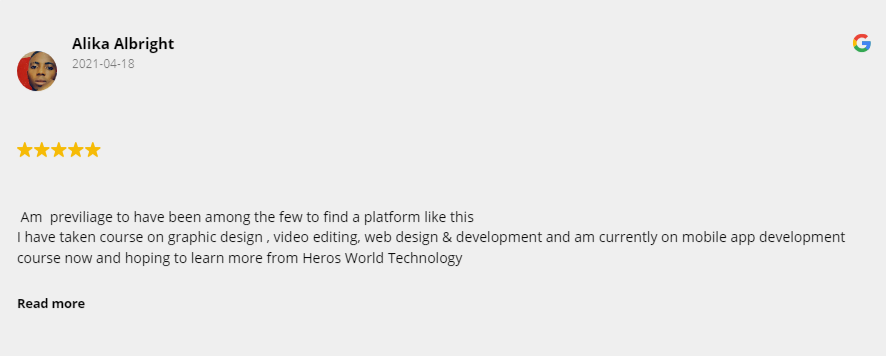 Alika Albright
2021-04-18
Am previliage to have been among the few to find a platform like this
I have taken course on graphic design , video editing, web design & development and am currently on mobile app development
course now and hoping to learn more from Heros World Technology
Read more